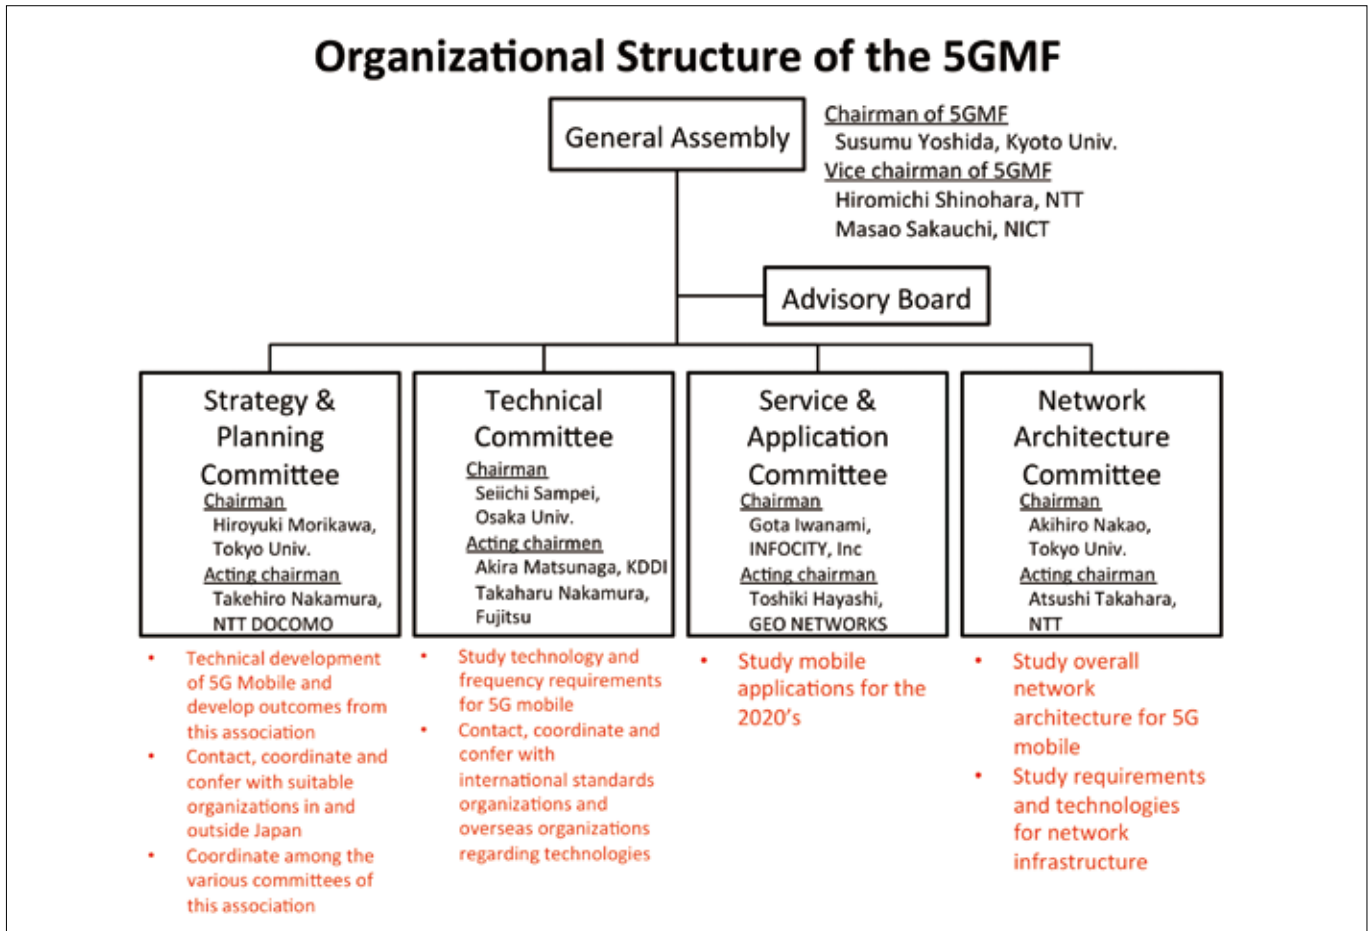 Organizational Structure of the 5GMF
General Assembly
Chairman of 5GMF
Susumu Yoshida, Kyoto Univ.
Vice chairman of 5GMF
Hiromichi Shinohara, NTT
Masao Sakauchi, NICT
Advisory Board
Strategy &
Planning
Committee
Chairman
Hiroyuki Morikawa,
Tokyo Univ.
Acting chairman
Takehiro Nakamura,
NTT DOCOMO
• Technical development
of 5G Mobile and
develop outcomes from
this association
• Contact, coordinate and
confer with suitable
organizations in and
outside Japan
• Coordinate among the
various committees of
this association
Technical
Committee
Chairman
Seiichi Sampei,
Osaka Univ.
Acting chairmen
Akira Matsunaga, KDDI
Takaharu Nakamura,
Fujitsu
• Study technology and
frequency requirements
for 5G mobile
• Contact, coordinate and
confer with
international standards
organizations and
overseas organizations
regarding technologies
Service &
Application
Committee
Chairman
Gota Iwanami,
INFOCITY, Inc
Acting chairman
Toshiki Hayashi,
GEO NETWORKS
• Study mobile
applications for the
2020's
Network
Architecture
Committee
Chairman
Akihiro Nakao,
Tokyo Univ.
Acting chairman
Atsushi Takahara,
NTT
• Study overall
network
architecture for 5G
mobile
• Study requirements
and technologies
for network
infrastructure